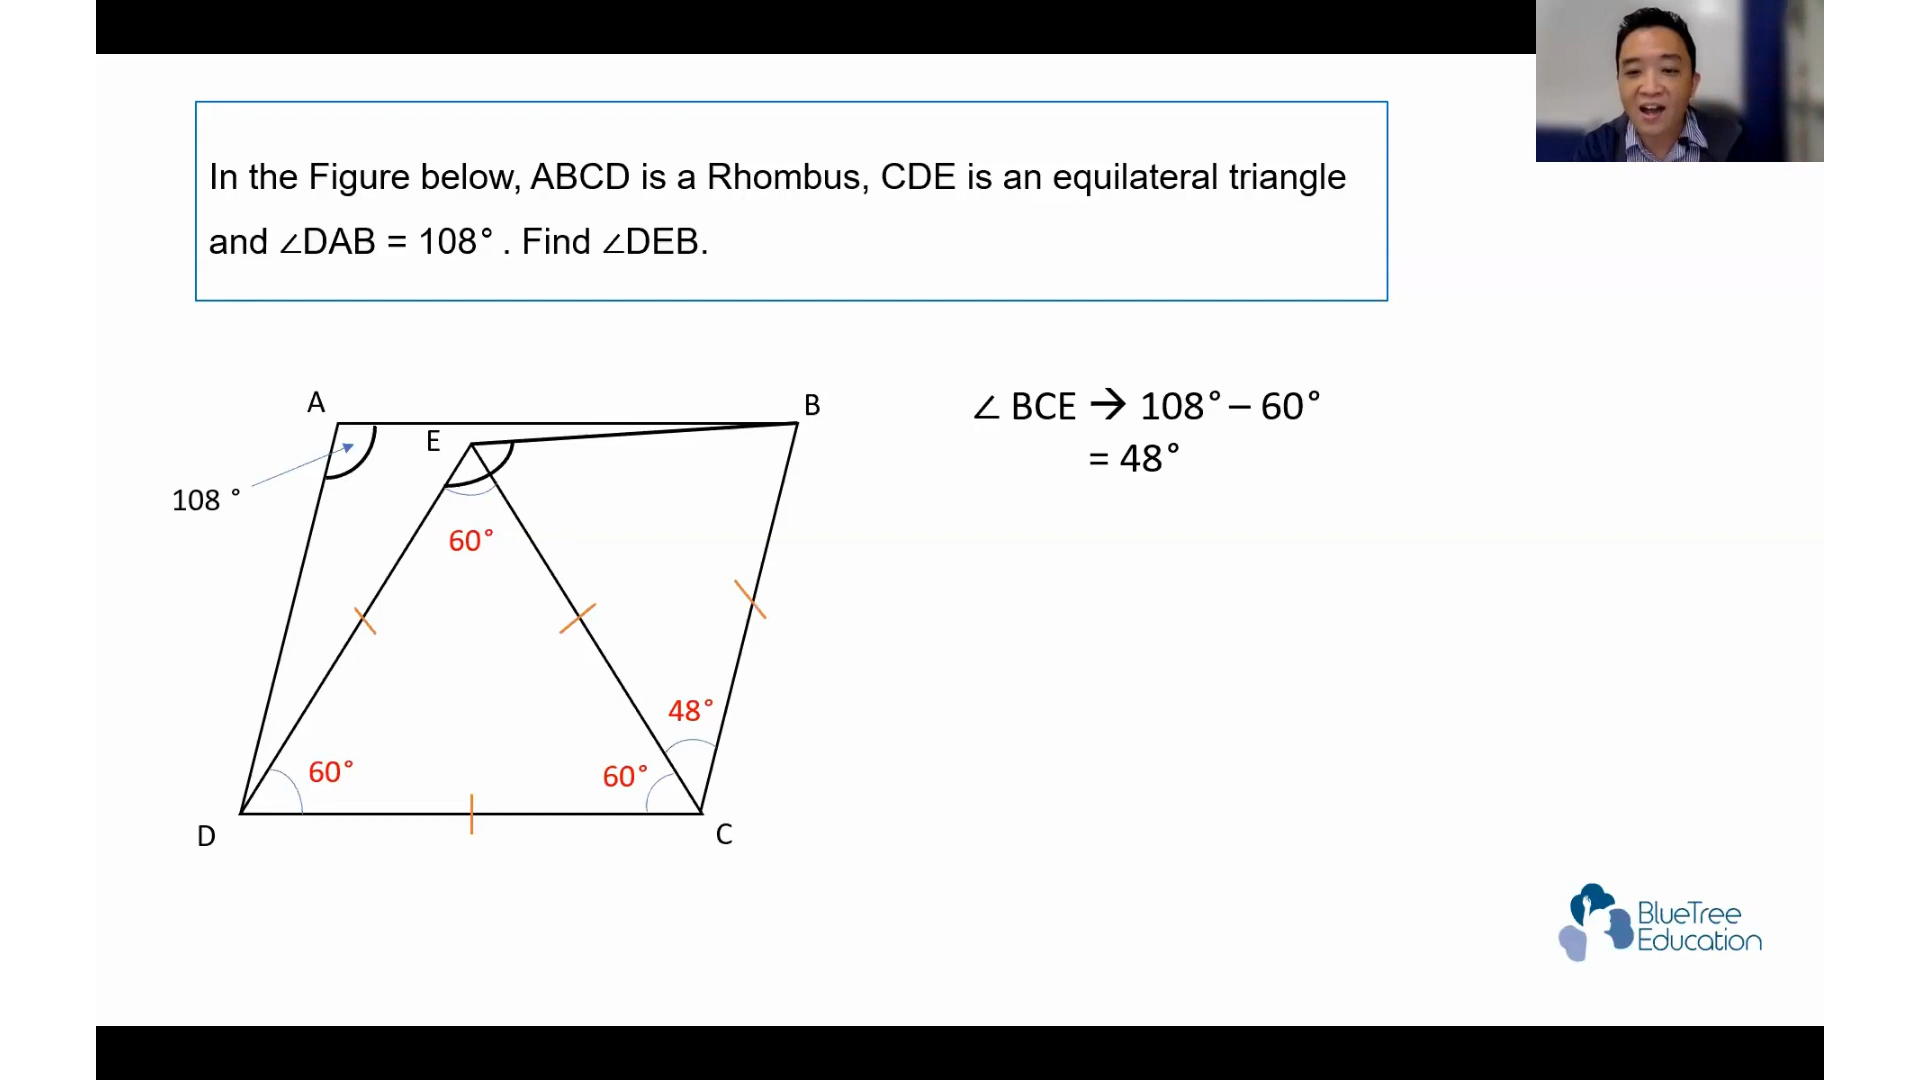 In the Figure below, ABCD is a Rhombus, CDE is an equilateral triangle
and ∠DAB = 108° . Find ∠DEB.
A
B
E
∠ BCE → 108° – 60°
= 48°
108 °
60°
48°
60°
60°
D
C
BlueTree
Education